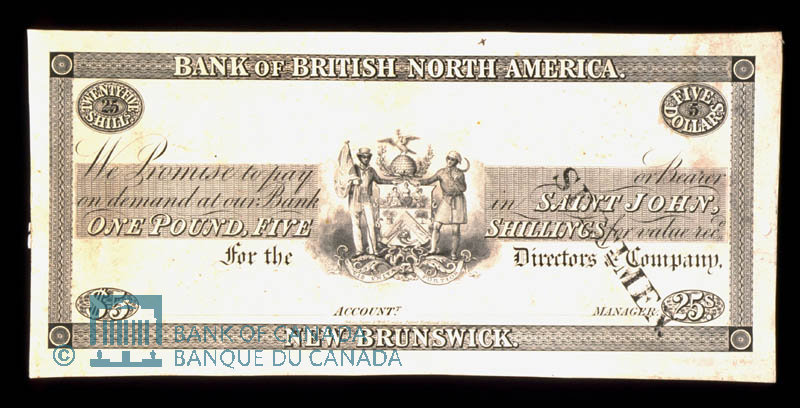 BANK OF BRITISH NORTH AMERICA.
TWENTY FIVE 25 SHILLGS
FIVE 5 DOLLARS
We Promise to pay or Bearer
on demand at our Bank in SAINT JOHN,
ONE POUND, FIVE SHILLINGS for value recd
For the Directors & Company,
SPECIMEN
$5 ACCOUNT.T MANAGER. 25s
NEW BRUNSWICK.
© BANK OF CANADA
BANQUE DU CANADA